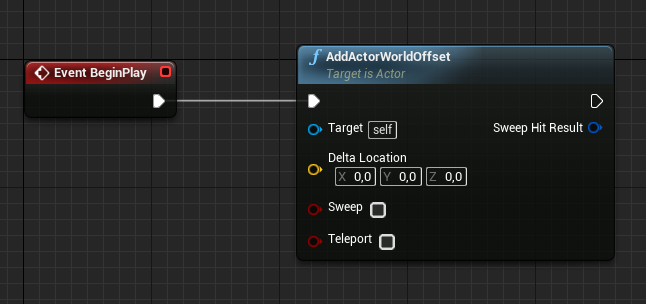 Event BeginPlay
f AddActorWorldOffset
Target is Actor
Target self
Sweep Hit Result
Delta Location
X 0,0 Y 0,0 Z 0,0
Sweep
Teleport